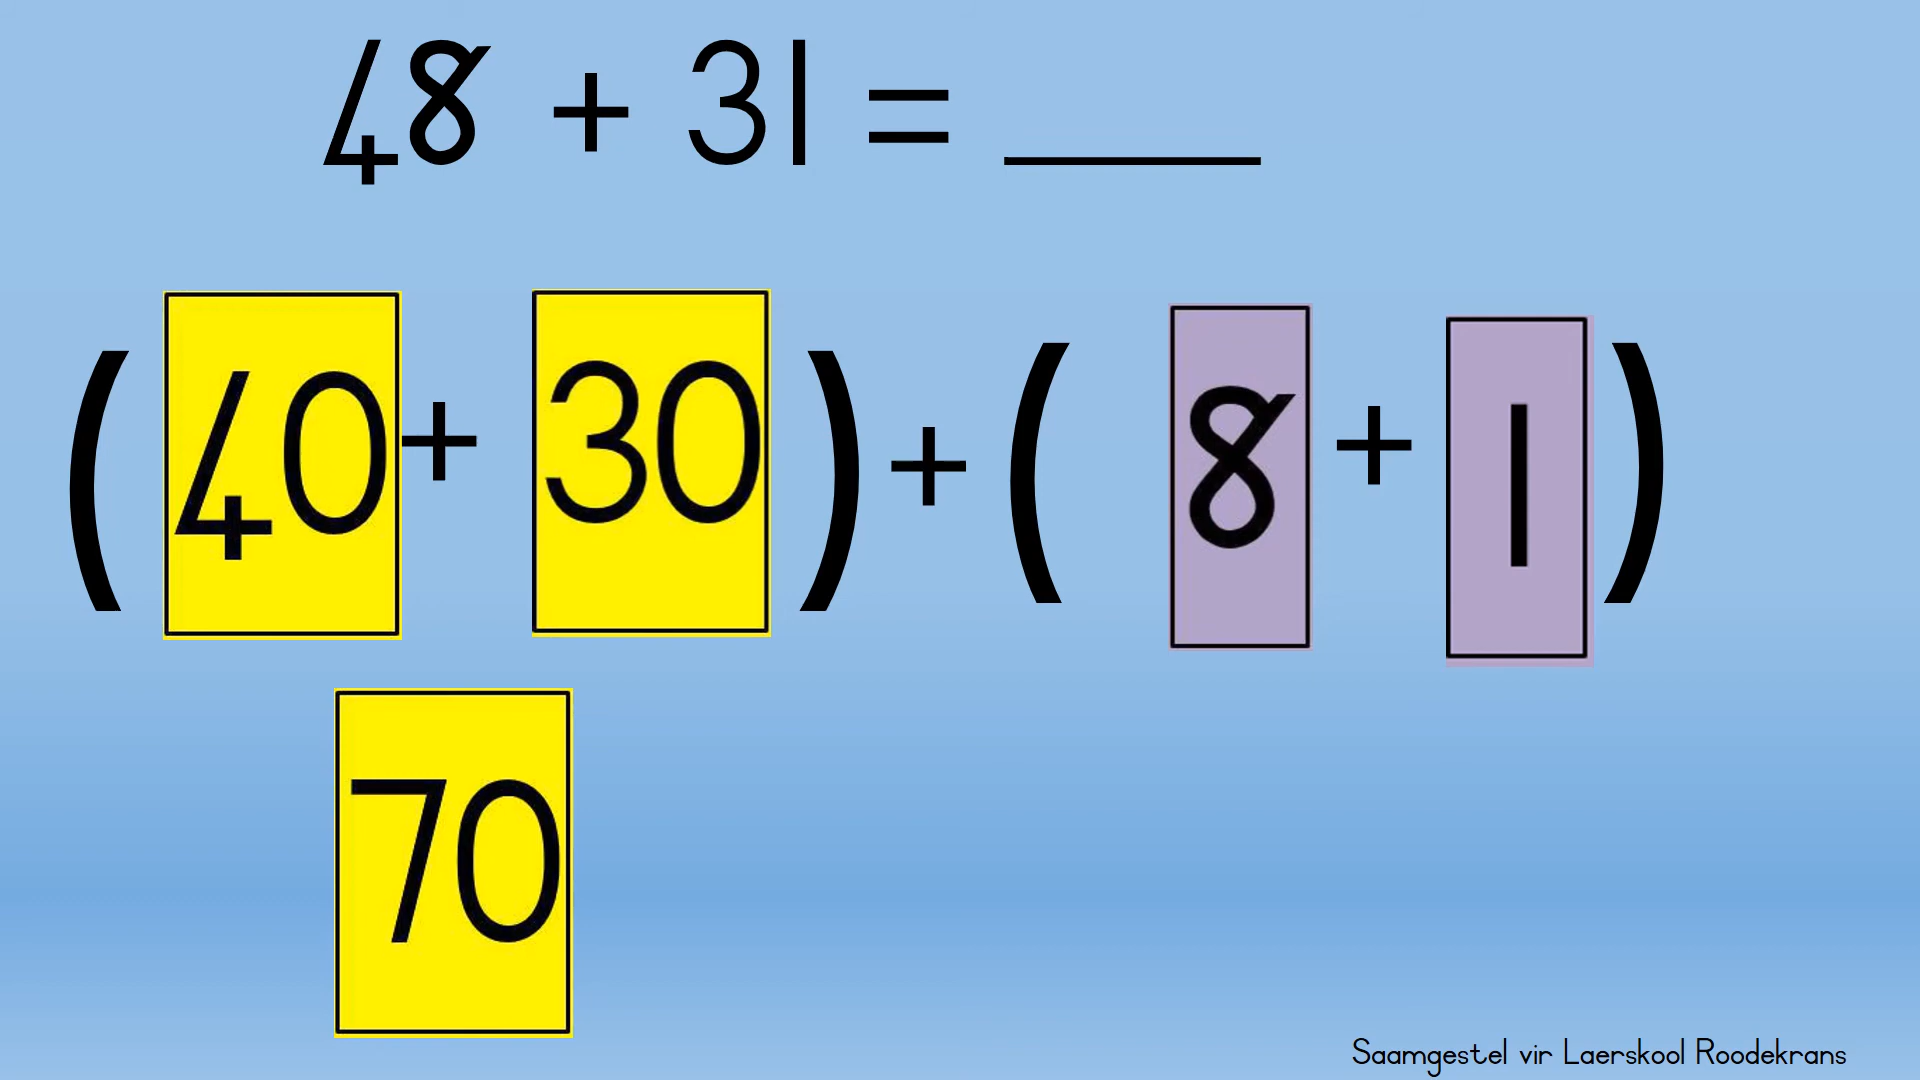 48 + 31 = ____
( 40 + 30 ) + ( 8 + 1 )
70
Saamgestel vir Laerskool Roodekrans